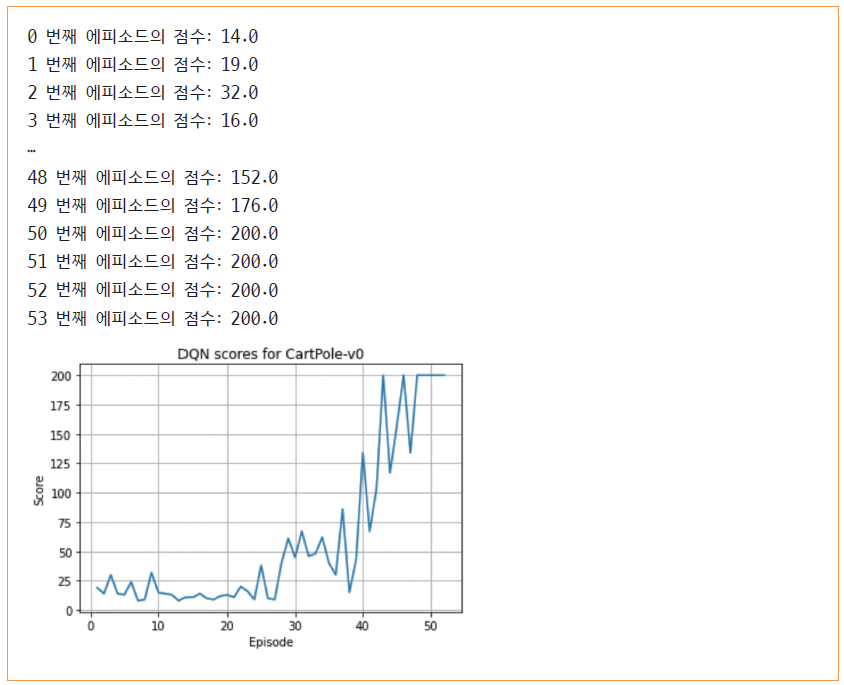 0 번째 에피소드의 점수: 14.0
1 번째 에피소드의 점수: 19.0
2 번째 에피소드의 점수: 32.0
3 번째 에피소드의 점수: 16.0
…
48 번째 에피소드의 점수: 152.0
49 번째 에피소드의 점수: 176.0
50 번째 에피소드의 점수: 200.0
51 번째 에피소드의 점수: 200.0
52 번째 에피소드의 점수: 200.0
53 번째 에피소드의 점수: 200.0
DQN scores for CartPole-v0
200
175
150
125
100
75
50
25
0
Score
0 10 20 30 40 50
Episode